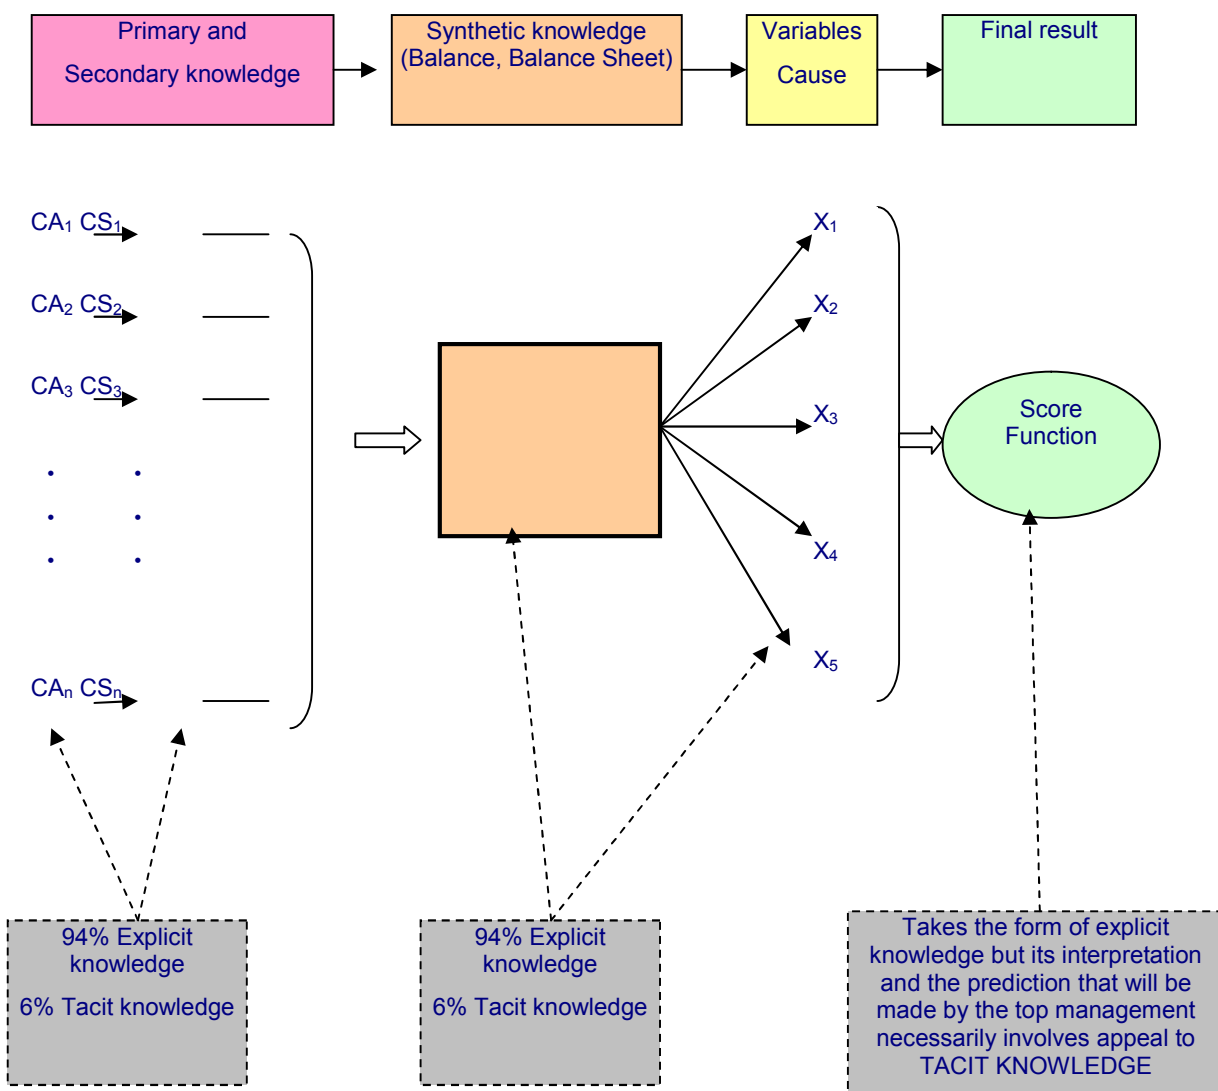 Primary and
Secondary knowledge
Synthetic knowledge
(Balance, Balance Sheet)
Variables
Cause
Final result
CA₁ CS₁
CA₂ CS₂
CA₃ CS₃
CAₙ CSₙ
X₁
X₂
X₃
X₄
X₅
Score
Function
94% Explicit
knowledge
6% Tacit knowledge
94% Explicit
knowledge
6% Tacit knowledge
Takes the form of explicit
knowledge but its interpretation
and the prediction that will be
made by the top management
necessarily involves appeal to
TACIT KNOWLEDGE